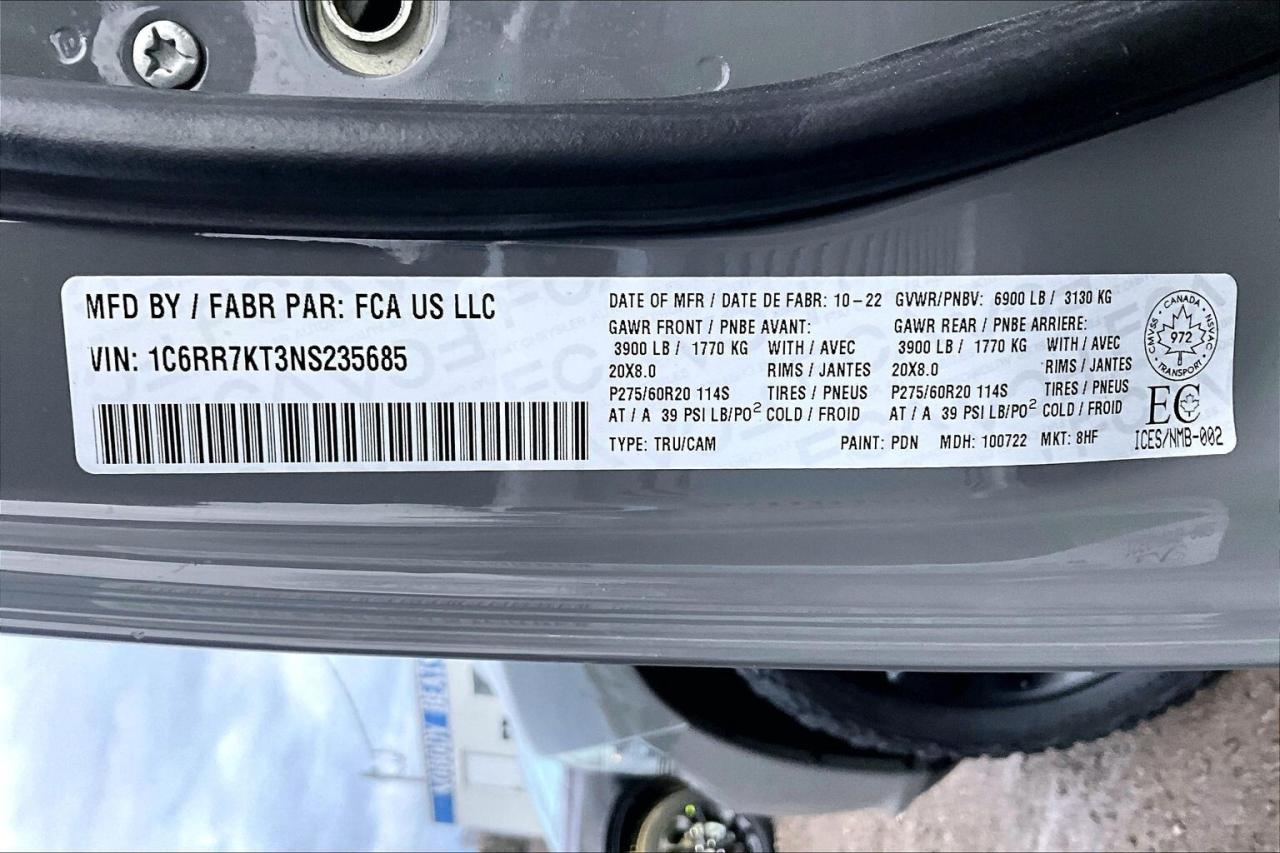 MFD BY / FABR PAR: FCA US LLC
VIN: 1C6RR7KT3NS235685
DATE OF MFR / DATE DE FABR: 10-22 GVWR/PNBV: 6900 LB / 3130 KG
GAWR FRONT / PNBE AVANT: GAWR REAR / PNBE ARRIERE:
3900 LB / 1770 KG WITH / AVEC 3900 LB / 1770 KG WITH / AVEC
20X8.0 RIMS / JANTES 20X8.0 RIMS / JANTES
P275/60R20 114S TIRES / PNEUS P275/60R20 114S TIRES / PNEUS
AT / A 39 PSI LB/PO² COLD / FROID AT / A 39 PSI LB/PO² COLD / FROID
TYPE: TRU/CAM PAINT: PDN MDH: 100722 MKT: 8HF
CANADA
CMVSS 972 NSVAC
TRANSPORT
EC
ICES/NMB-002